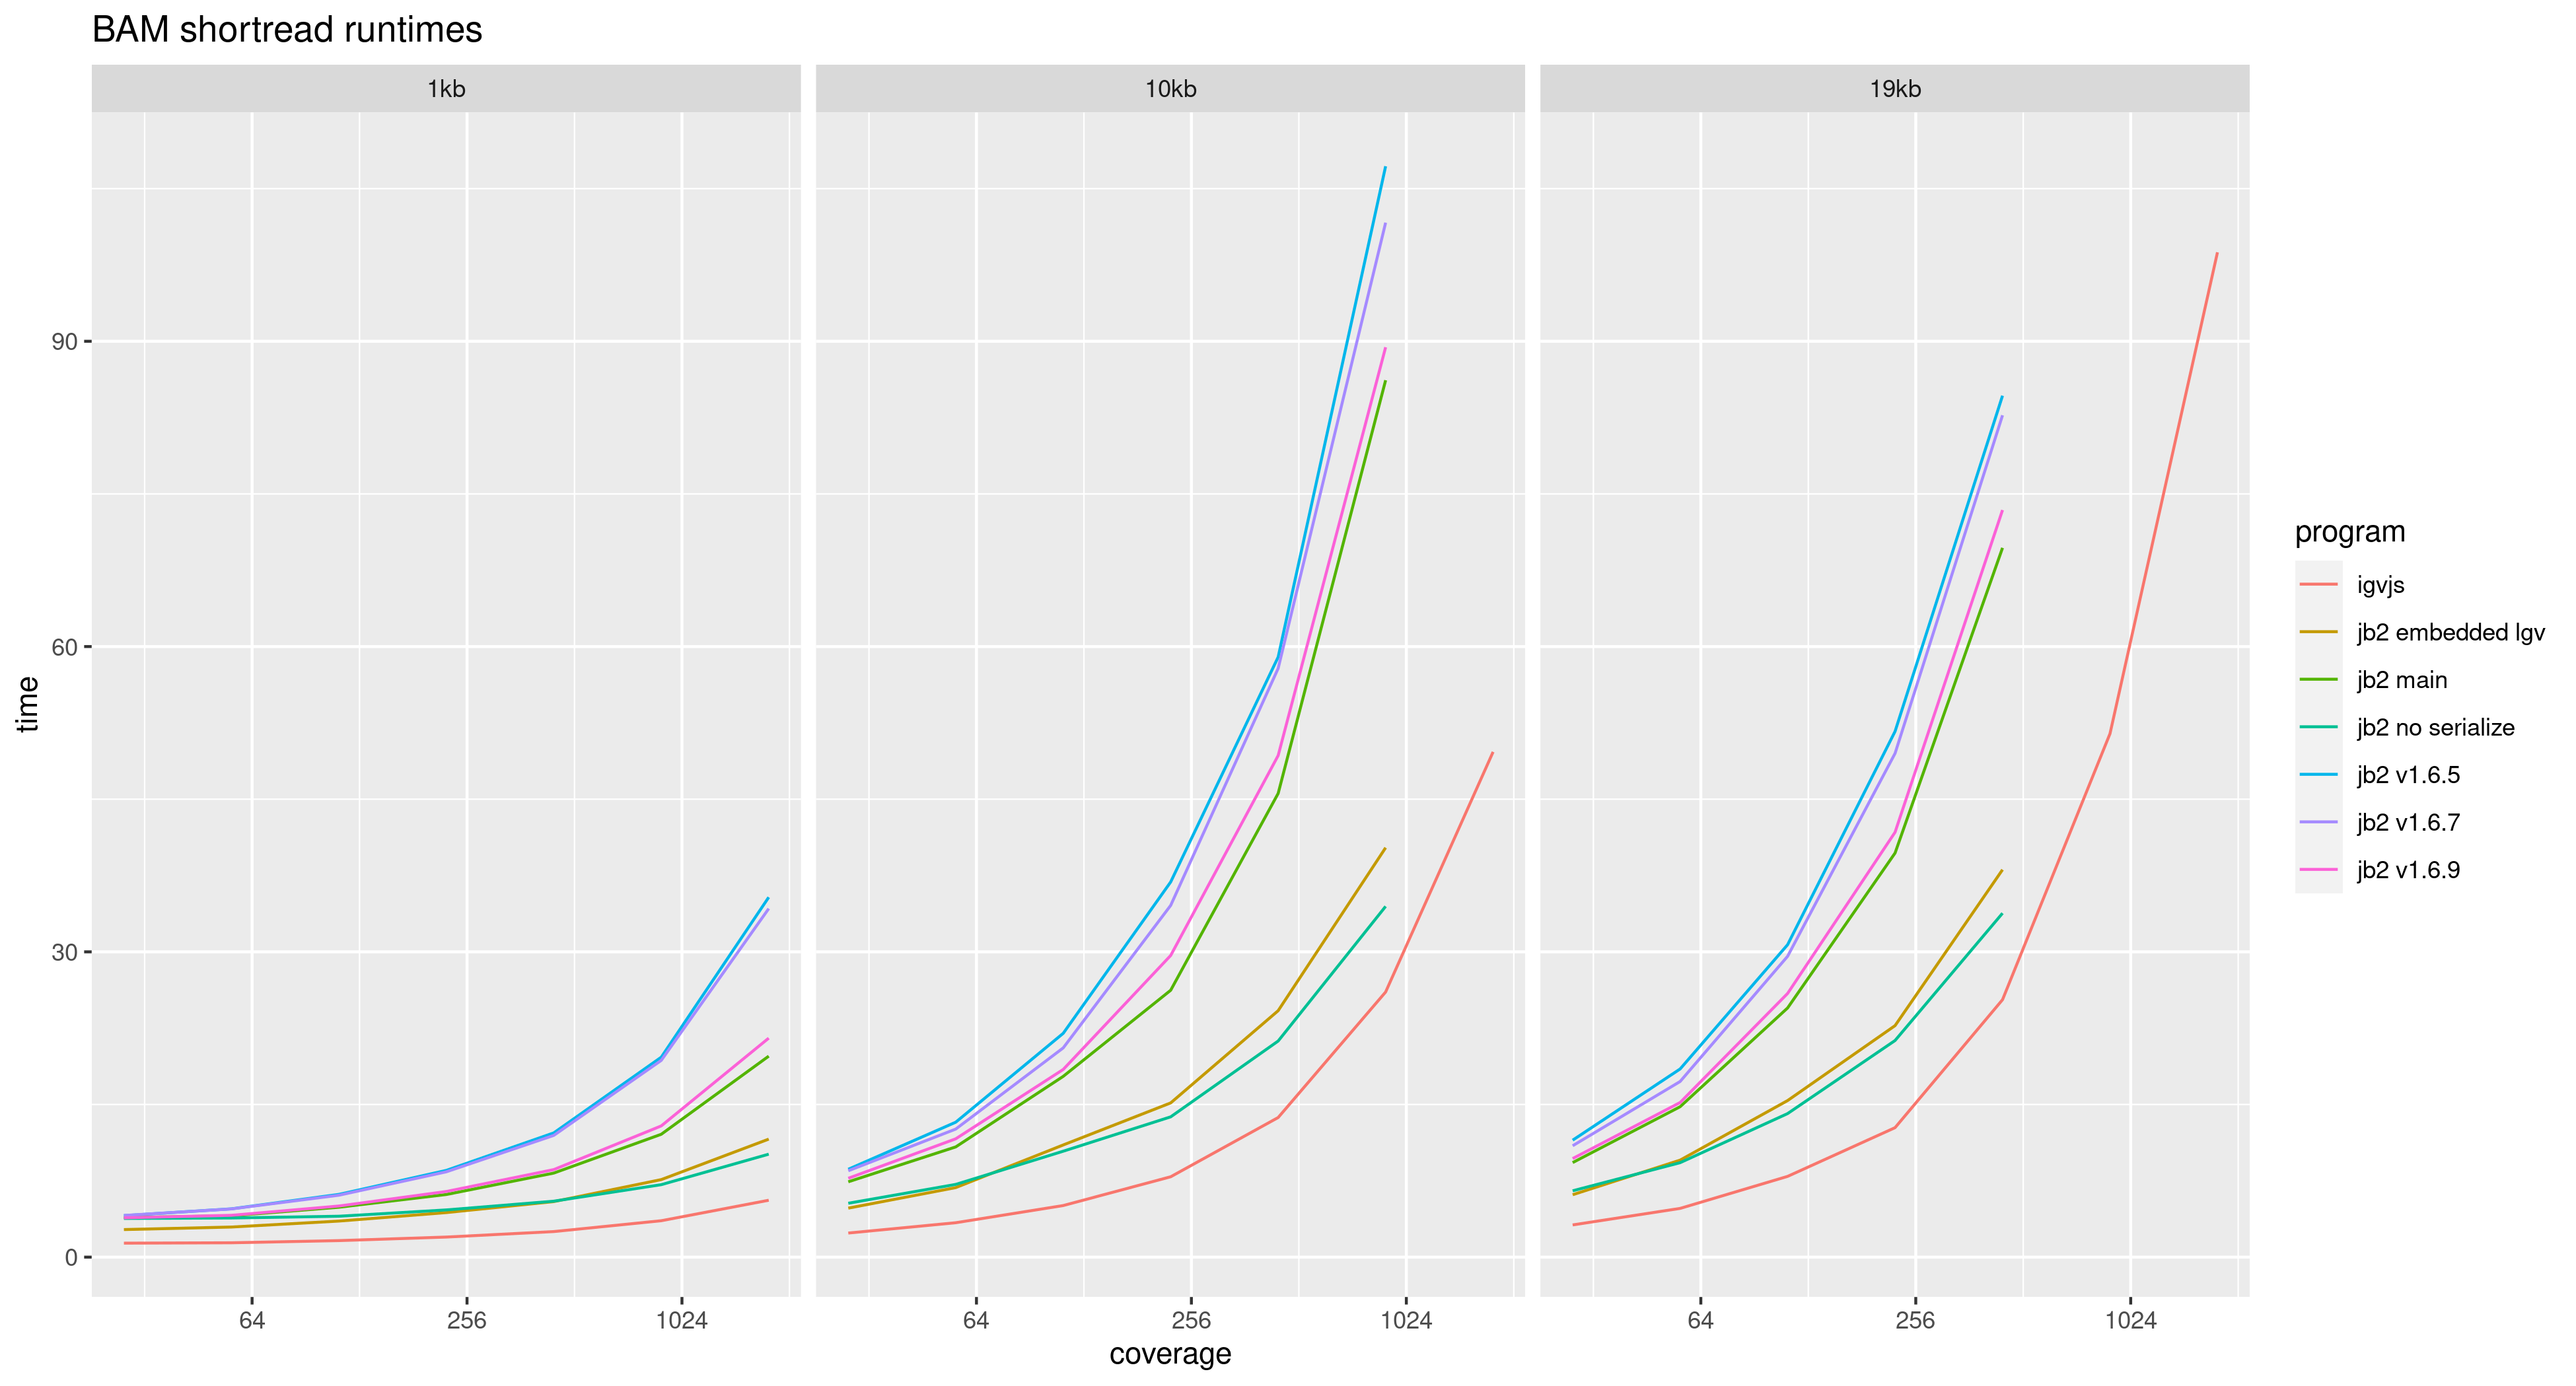 BAM shortread runtimes
1kb
10kb
19kb
90
60
30
0
time
64
256
1024
64
256
1024
64
256
1024
coverage
program
igvjs
jb2 embedded lgv
jb2 main
jb2 no serialize
jb2 v1.6.5
jb2 v1.6.7
jb2 v1.6.9